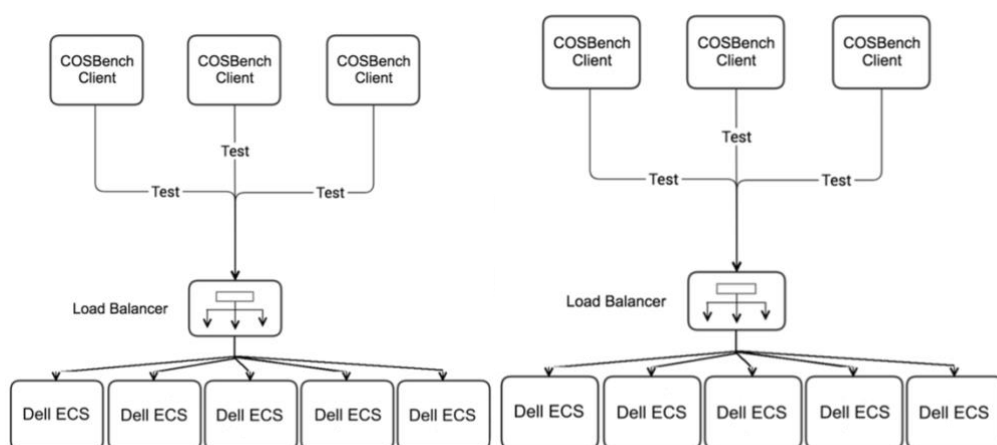 COSBench
Client
COSBench
Client
COSBench
Client
Test
Test
Test
Load Balancer
Dell ECS
Dell ECS
Dell ECS
Dell ECS
Dell ECS
COSBench
Client
COSBench
Client
COSBench
Client
Test
Test
Test
Load Balancer
Dell ECS
Dell ECS
Dell ECS
Dell ECS
Dell ECS